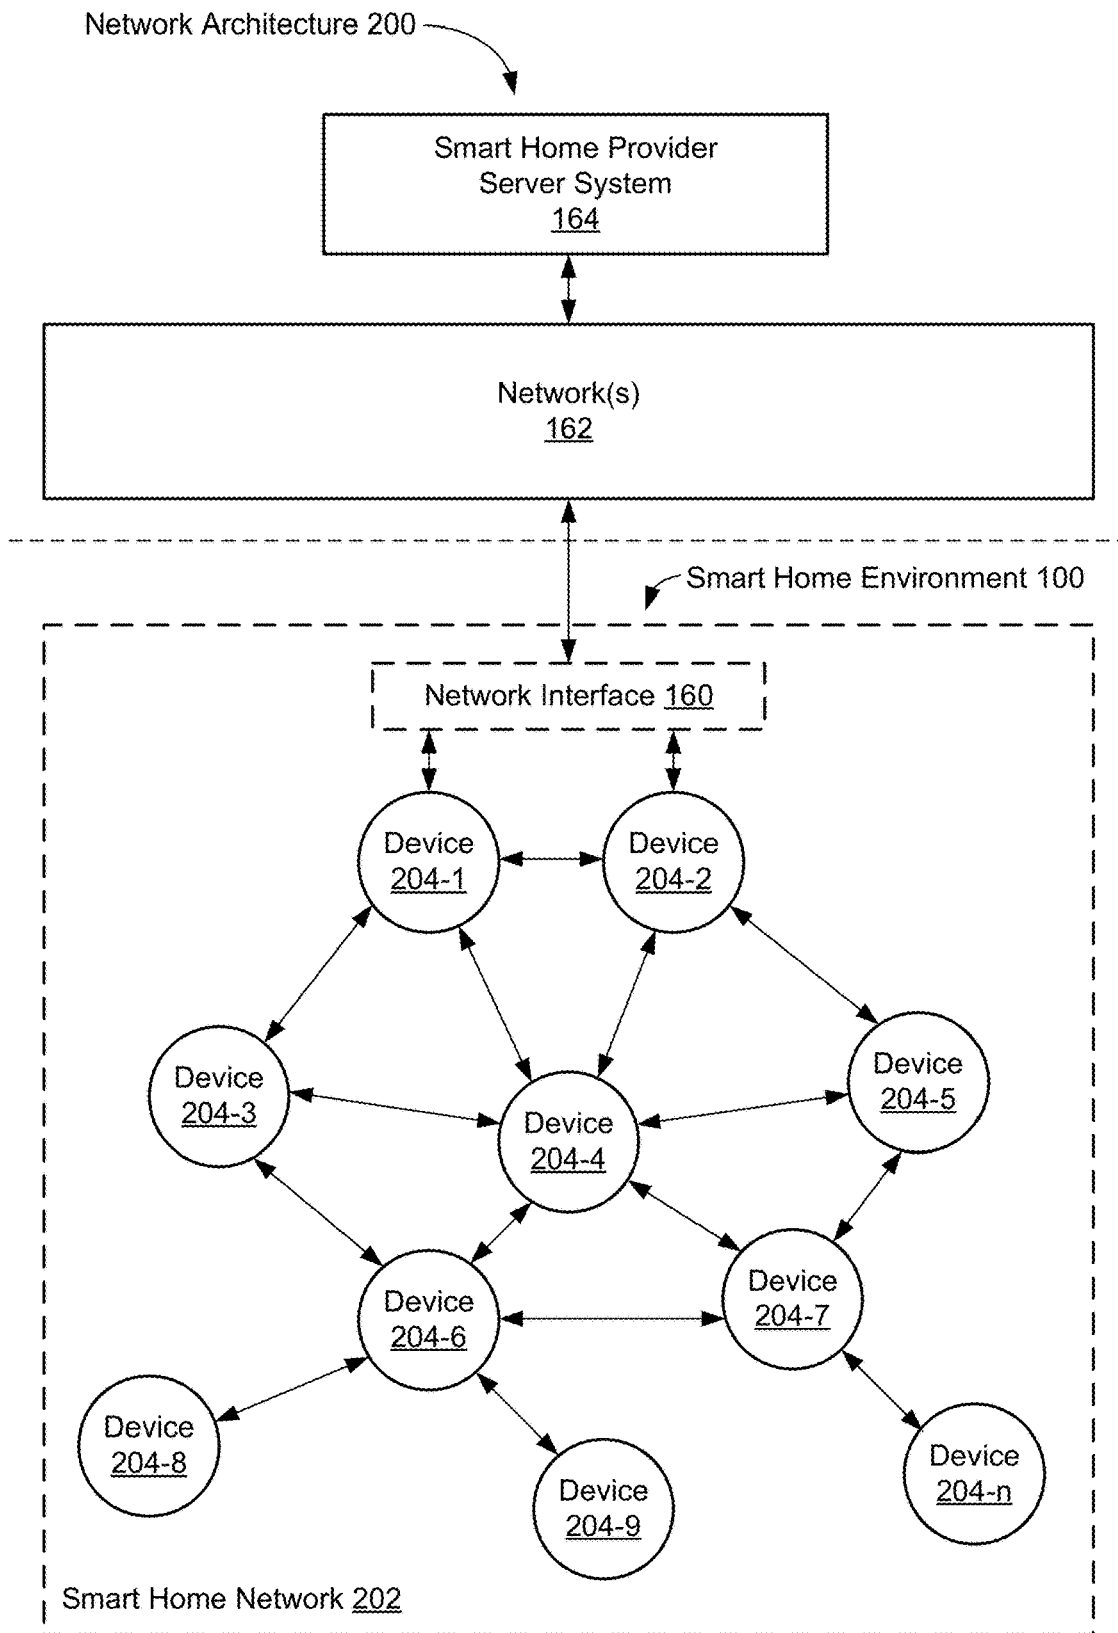 Network Architecture 200
Smart Home Provider
Server System
164
Network(s)
162
Smart Home Environment 100
Network Interface 160
Device
204-1
Device
204-2
Device
204-3
Device
204-4
Device
204-5
Device
204-6
Device
204-7
Device
204-8
Device
204-9
Device
204-n
Smart Home Network 202